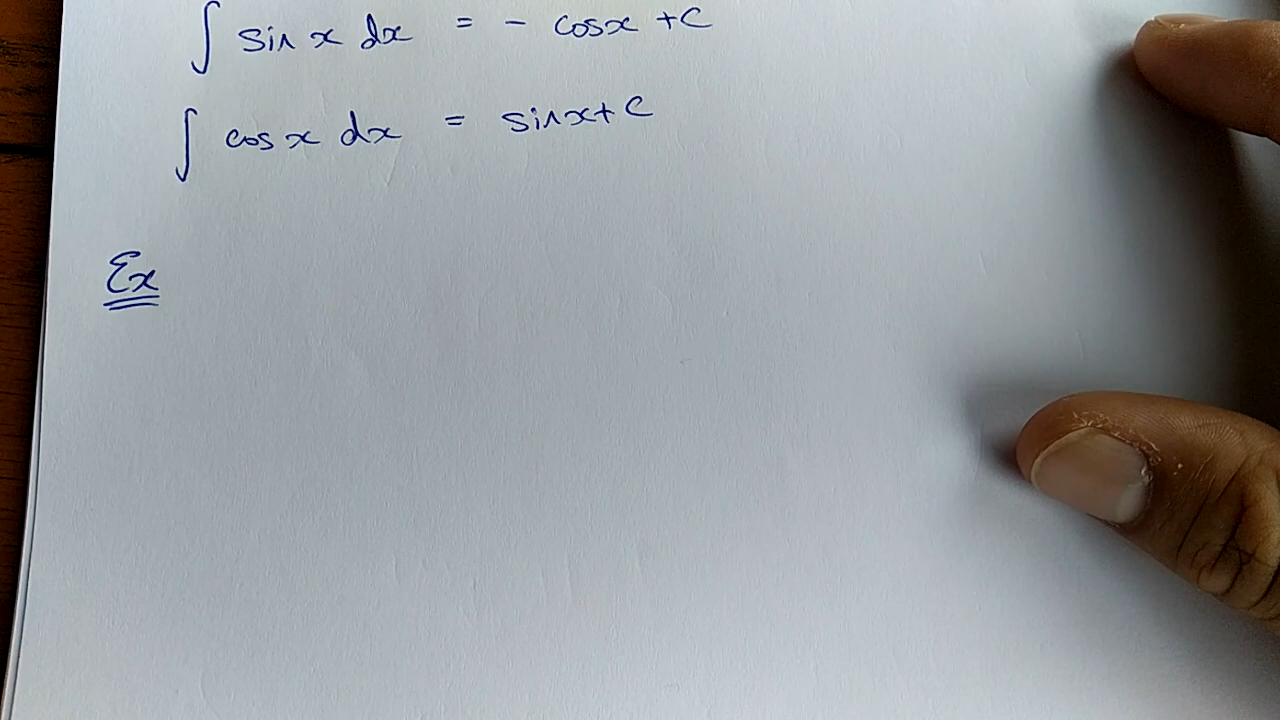 ∫ sin x dx = - cosx +c
∫ cos x dx = sinx+c
Ex